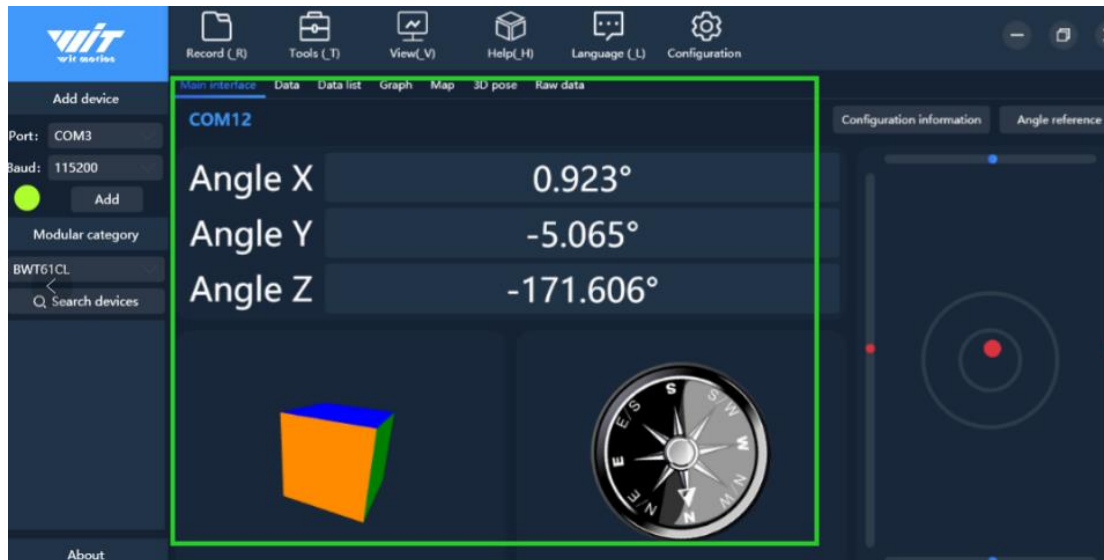 WIT
wit motion
Record (_R)
Tools (_T)
View(_V)
Help(_H)
Language (_L)
Configuration
Add device
Port: COM3
Baud: 115200
Add
Modular category
BWT61CL
Search devices
About
Main interface Data Data list Graph Map 3D pose Raw data
COM12
Configuration information
Angle reference
Angle X 0.923°
Angle Y -5.065°
Angle Z -171.606°
S
S/W
W
N/W
N
W/N
N/E
E
E/S
S